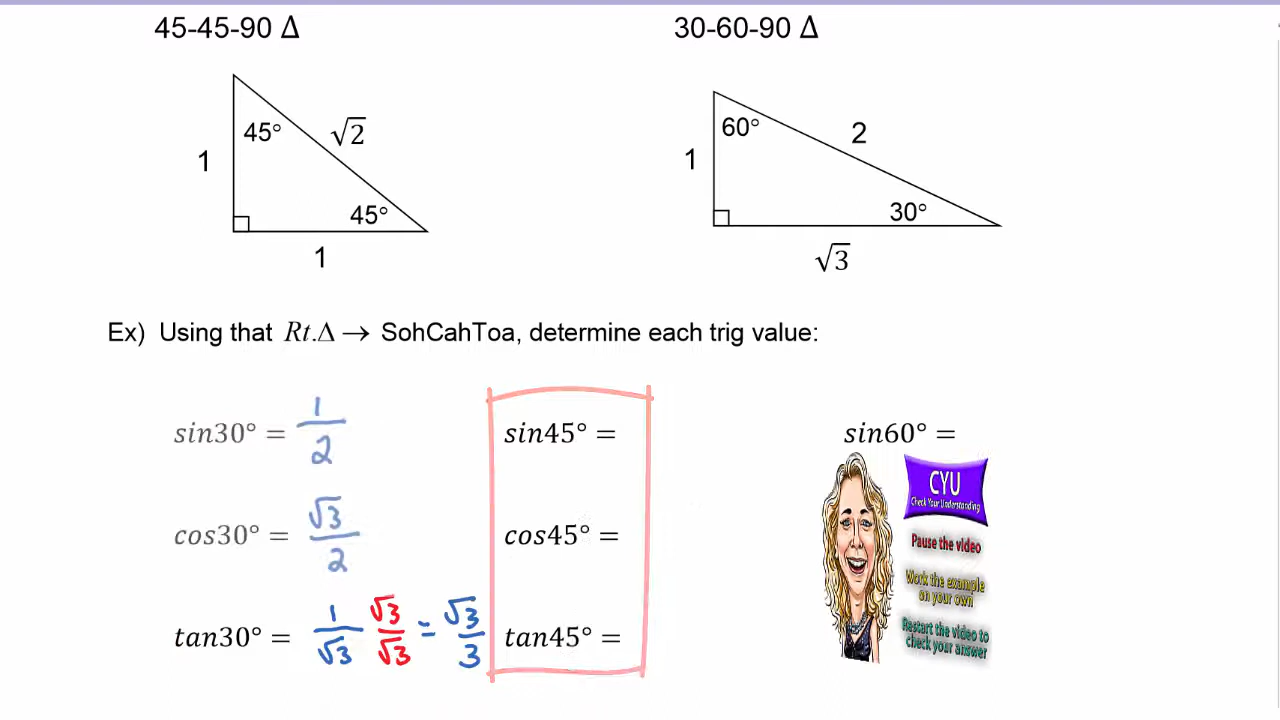 45-45-90 Δ
30-60-90 Δ
45°
√2
1
45°
1
60°
2
1
30°
√3
Ex) Using that Rt.Δ → SohCahToa, determine each trig value:
sin30° = 1/2
sin45° =
sin60° =
cos30° = √3/2
cos45° =
tan30° = 1/√3 √3/√3 = √3/3
tan45° =
CYU
Check Your Understanding
Pause the video
Work the example
on your own
Restart the video to
check your answer